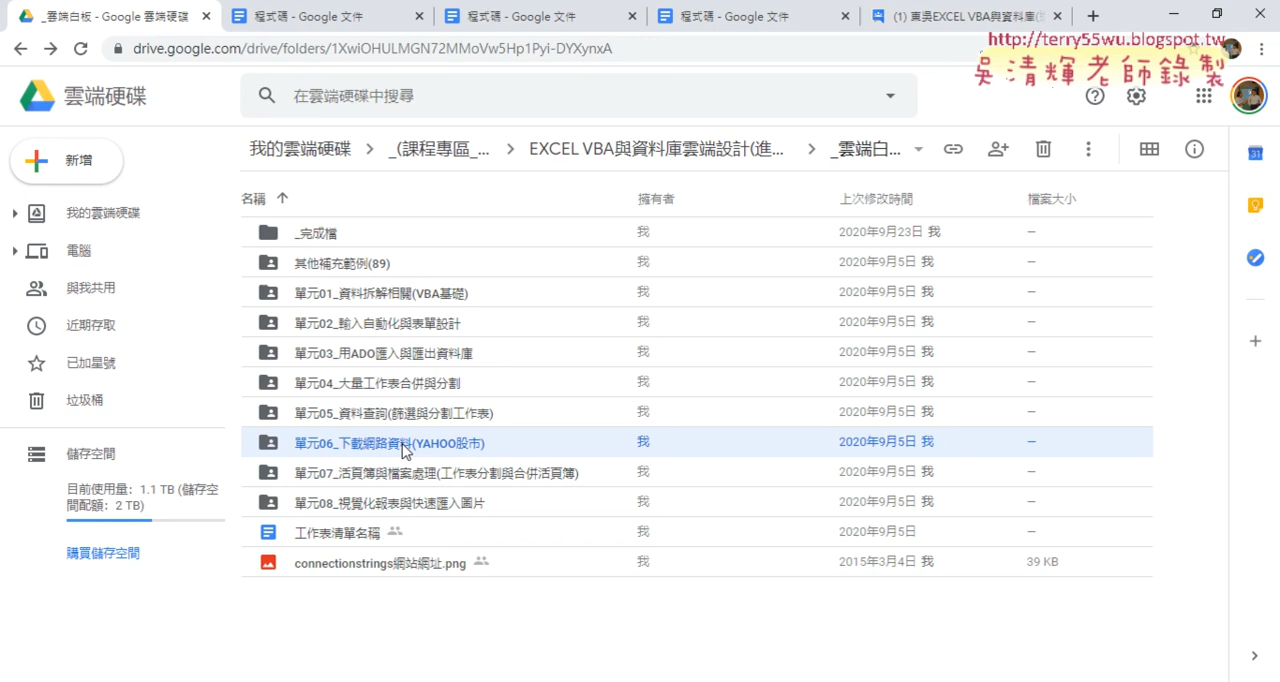 _雲端白板 - Google 雲端硬碟
程式碼 - Google 文件
程式碼 - Google 文件
程式碼 - Google 文件
(1) 東吳EXCEL VBA與資料庫(
drive.google.com/drive/folders/1XwiOHULMGN72MMoVw5Hp1Pyi-DYXynxA
http://terry55wu.blogspot.tw
吳清輝老師錄製
雲端硬碟
在雲端硬碟中搜尋
新增
我的雲端硬碟
電腦
與我共用
近期存取
已加星號
垃圾桶
儲存空間
目前使用量: 1.1 TB (儲存空
間配額: 2 TB)
購買儲存空間
我的雲端硬碟 > _(課程專區_... > EXCEL VBA與資料庫雲端設計(進... > _雲端白...
名稱 擁有者 上次修改時間 檔案大小
_完成檔 我 2020年9月23日 我 –
其他補充範例(89) 我 2020年9月5日 我 –
單元01_資料拆解相關(VBA基礎) 我 2020年9月5日 我 –
單元02_輸入自動化與表單設計 我 2020年9月5日 我 –
單元03_用ADO匯入與匯出資料庫 我 2020年9月5日 我 –
單元04_大量工作表合併與分割 我 2020年9月5日 我 –
單元05_資料查詢(篩選與分割工作表) 我 2020年9月5日 我 –
單元06_下載網路資料(YAHOO股市) 我 2020年9月5日 我 –
單元07_活頁簿與檔案處理(工作表分割與合併活頁簿) 我 2020年9月5日 我 –
單元08_視覺化報表與快速匯入圖片 我 2020年9月5日 我 –
工作表清單名稱 我 2020年9月5日 –
connectionstrings網站網址.png 我 2015年3月4日 我 39 KB
31